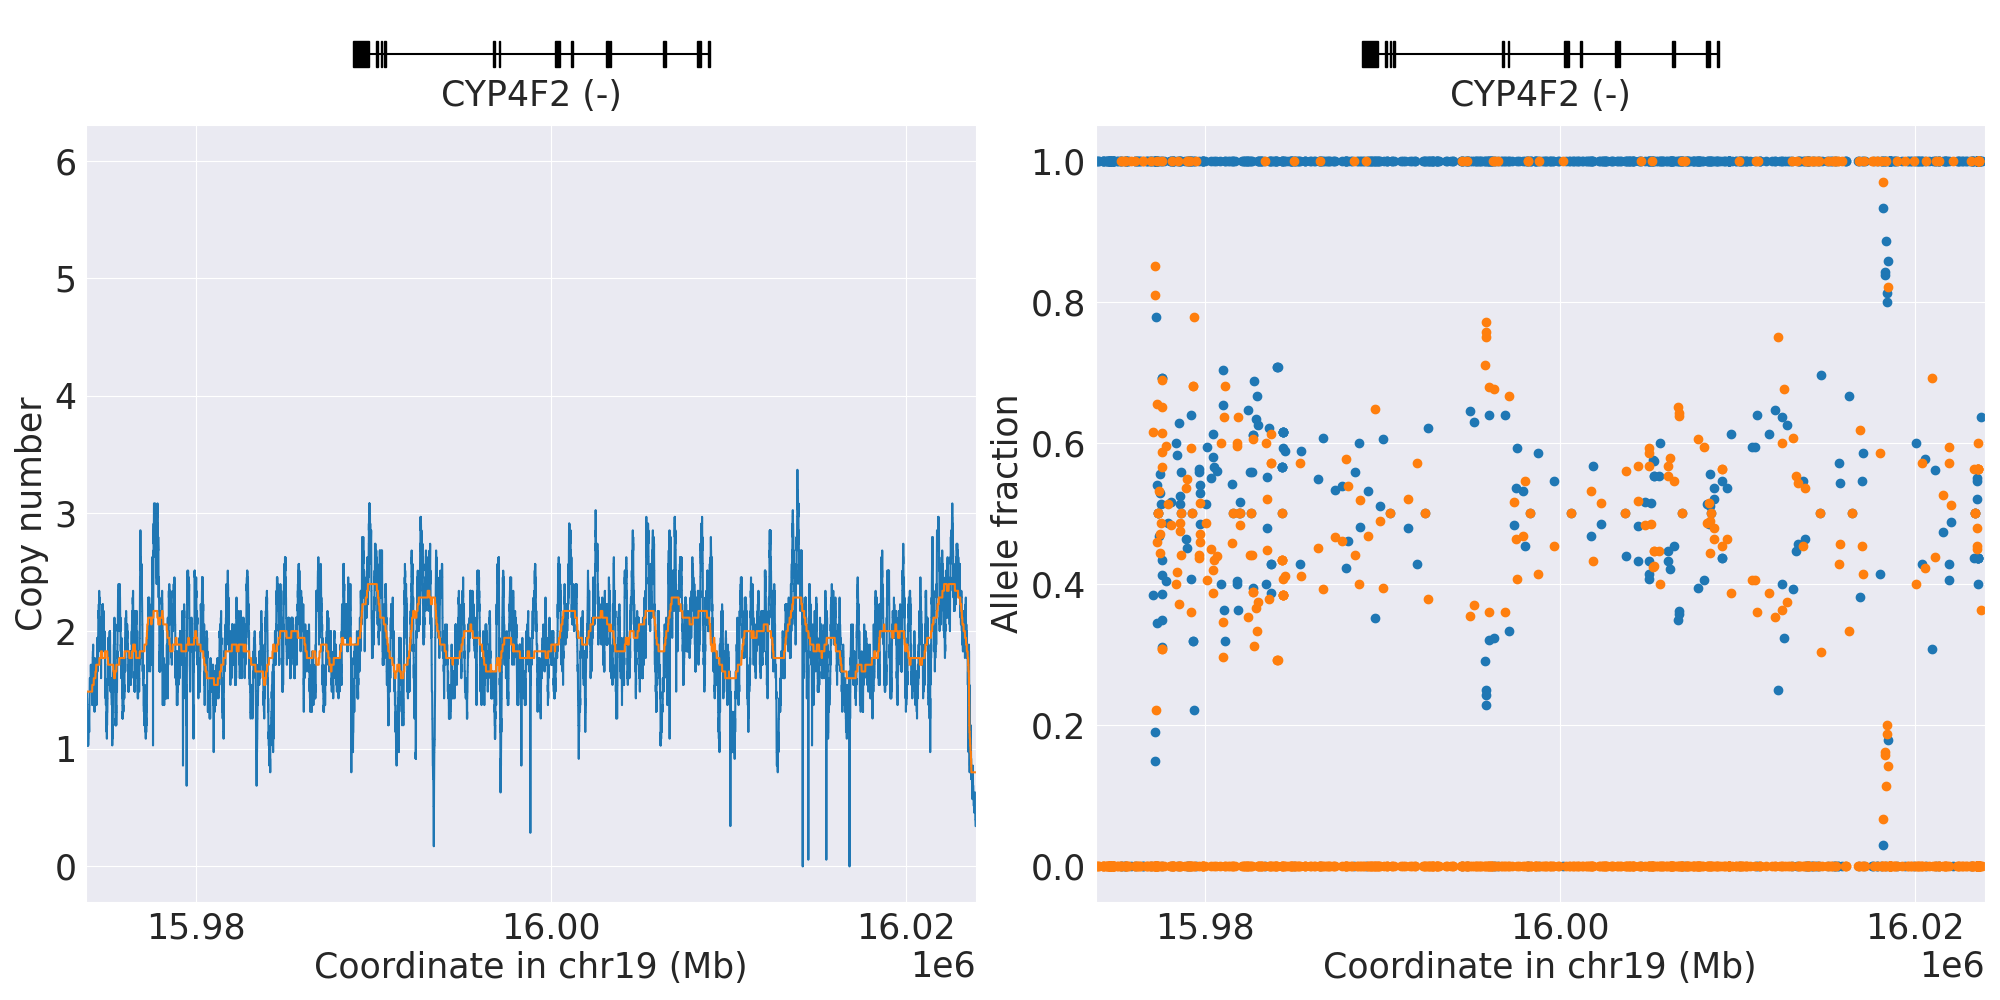 CYP4F2 (-)
6
5
4
3
2
1
0
Copy number
15.98
16.00
16.02
Coordinate in chr19 (Mb)
1e6
CYP4F2 (-)
1.0
0.8
0.6
0.4
0.2
0.0
Allele fraction
15.98
16.00
16.02
Coordinate in chr19 (Mb)
1e6